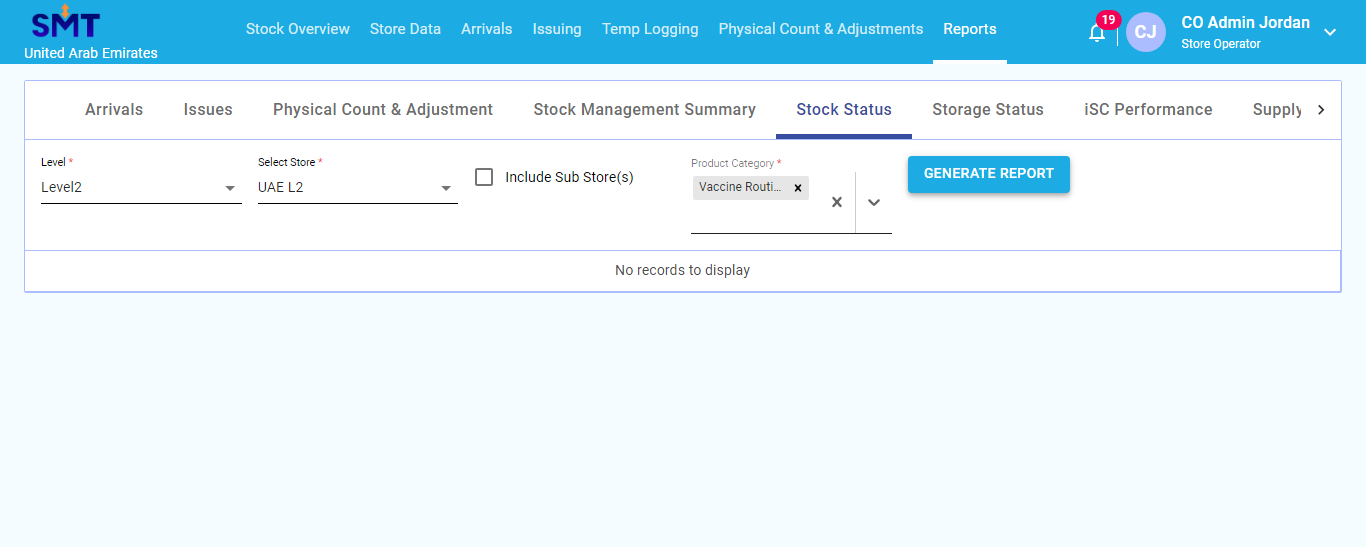 SMT
United Arab Emirates
Stock Overview Store Data Arrivals Issuing Temp Logging Physical Count & Adjustments Reports
19
CJ
CO Admin Jordan
Store Operator
Arrivals Issues Physical Count & Adjustment Stock Management Summary Stock Status Storage Status iSC Performance Supply
Level * Select Store * Product Category *
Level2 UAE L2 Include Sub Store(s) Vaccine Routi... GENERATE REPORT
No records to display